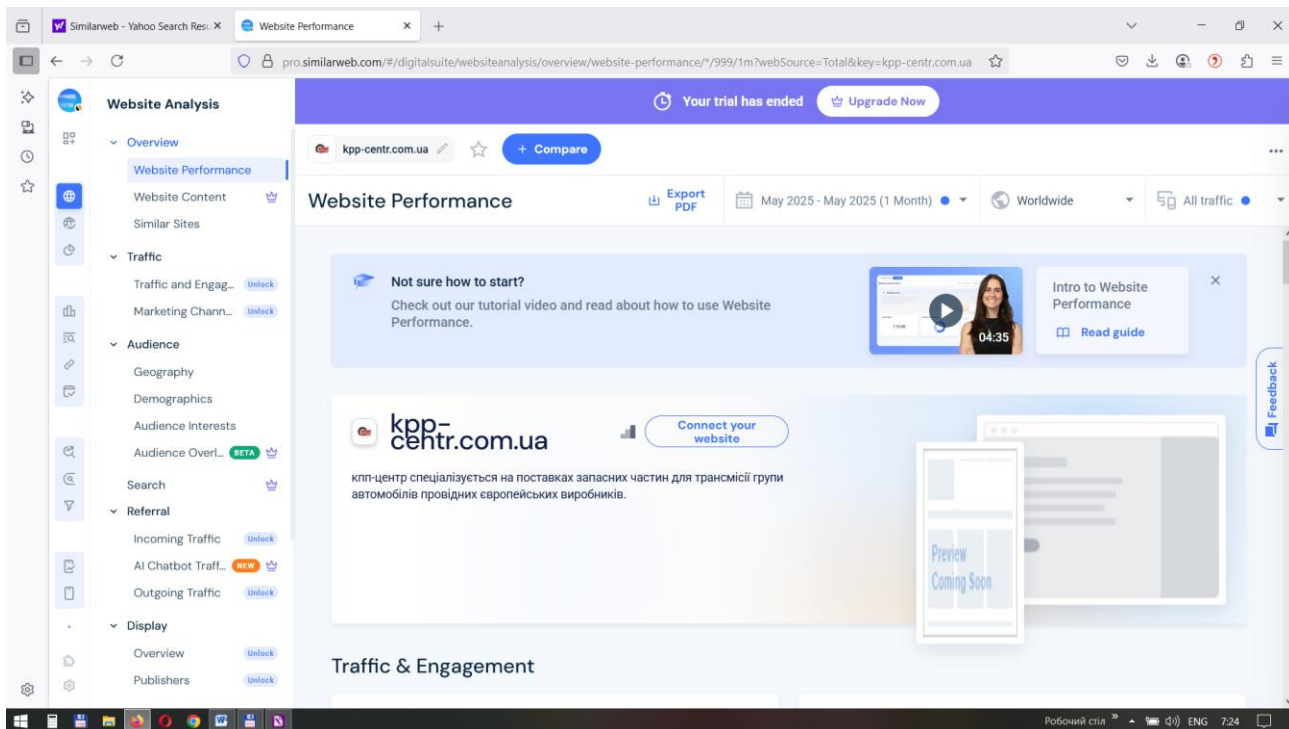 Similarweb - Yahoo Search Resu
Website Performance
pro.similarweb.com/#/digitalsuite/websiteanalysis/overview/website-performance/*/999/1m?webSource=Total&key=kpp-centr.com.ua
Website Analysis
Overview
Website Performance
Website Content
Similar Sites
Traffic
Traffic and Engag... Unlock
Marketing Chann... Unlock
Audience
Geography
Demographics
Audience Interests
Audience Overl... BETA
Search
Referral
Incoming Traffic Unlock
AI Chatbot Traff... NEW
Outgoing Traffic Unlock
Display
Overview Unlock
Publishers Unlock
Your trial has ended Upgrade Now
kpp-centr.com.ua + Compare
Website Performance
Export
PDF
May 2025 - May 2025 (1 Month)
Worldwide
All traffic
Not sure how to start?
Check out our tutorial video and read about how to use Website
Performance.
04:35
Intro to Website
Performance
Read guide
Feedback
kpp-
centr.com.ua
Connect your
website
кпп-центр спеціалізується на поставках запасних частин для трансмісії групи
автомобілів провідних європейських виробників.
Preview
Coming Soon
Traffic & Engagement
Робочий стіл » ENG 7:24